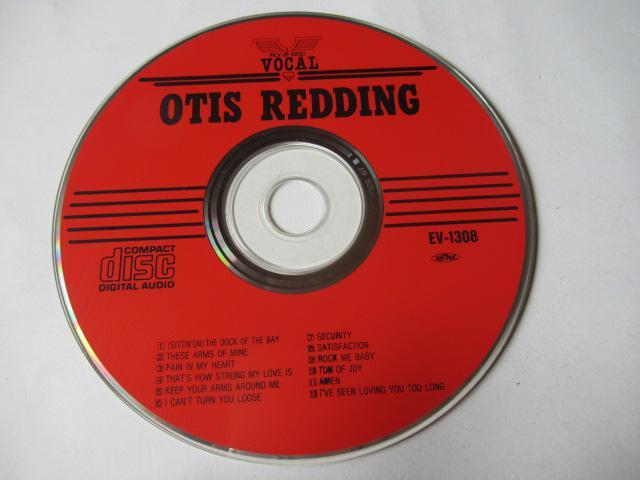 PICK UP ARTIST
VOCAL
OTIS REDDING
EV-1308
COMPACT
disc
DIGITAL AUDIO
1 (SITTIN'ON) THE DOCK OF THE BAY
2 THESE ARMS OF MINE
3 PAIN IN MY HEART
4 THAT'S HOW STRONG MY LOVE IS
5 KEEP YOUR ARMS AROUND ME
6 I CAN'T TURN YOU LOOSE
7 SECURITY
8 SATISFACTION
9 ROCK ME BABY
10 TON OF JOY
11 AMEN
12 I'VE BEEN LOVING YOU TOO LONG